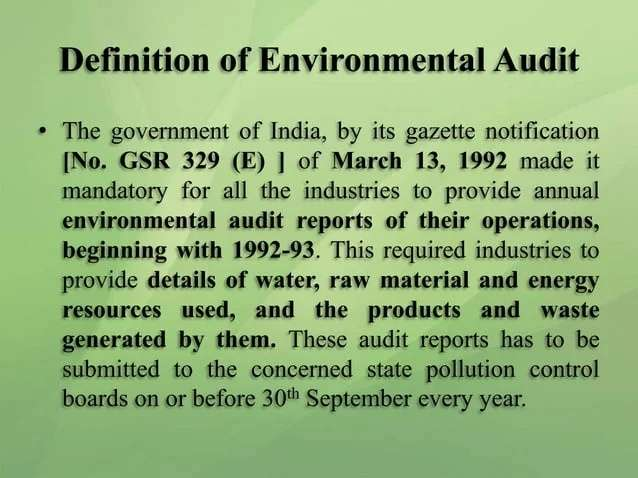 Definition of Environmental Audit
• The government of India, by its gazette notification
[No. GSR 329 (E) ] of March 13, 1992 made it
mandatory for all the industries to provide annual
environmental audit reports of their operations,
beginning with 1992-93. This required industries to
provide details of water, raw material and energy
resources used, and the products and waste
generated by them. These audit reports has to be
submitted to the concerned state pollution control
boards on or before 30th September every year.